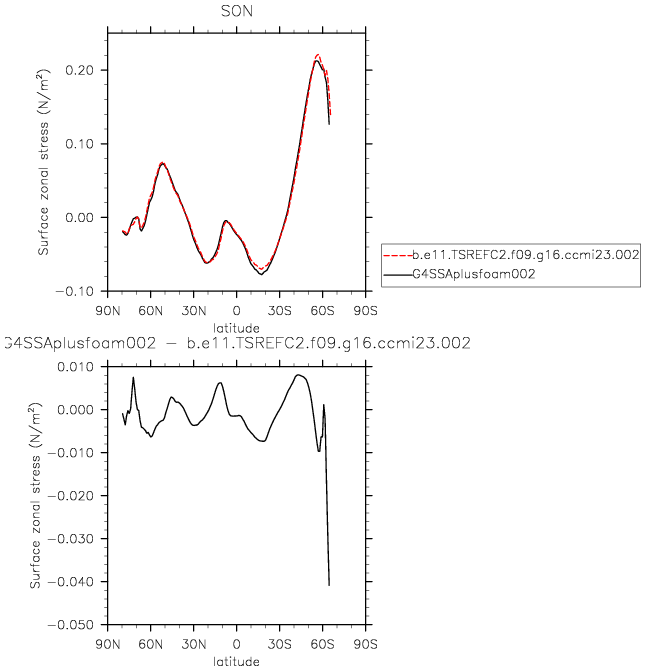 SON
Surface zonal stress (N/m²)
0.20
0.10
0.00
−0.10
90N 60N 30N 0 30S 60S 90S
latitude
b.e11.TSREFC2.f09.g16.ccmi23.002
G4SSAplusfoam002
G4SSAplusfoam002 − b.e11.TSREFC2.f09.g16.ccmi23.002
Surface zonal stress (N/m²)
0.010
0.000
−0.010
−0.020
−0.030
−0.040
−0.050
90N 60N 30N 0 30S 60S 90S
latitude